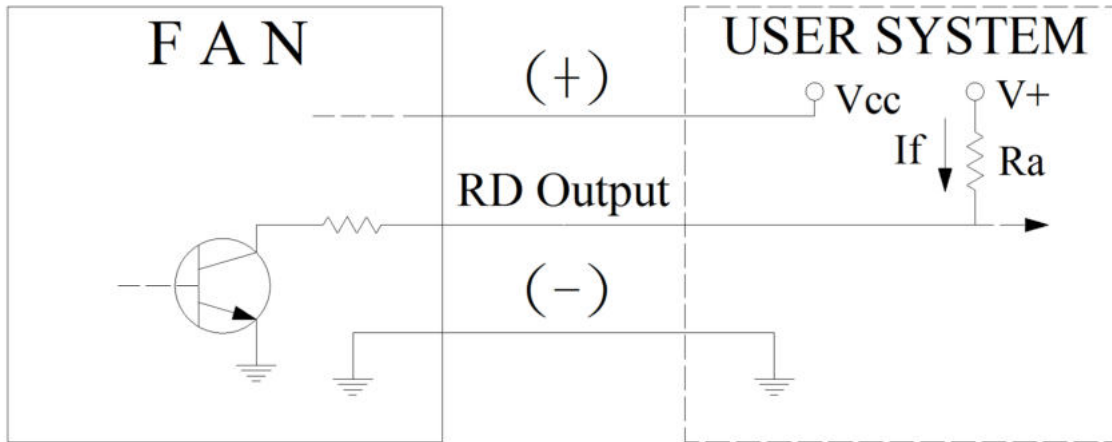 F A N
USER SYSTEM
(+)
Vcc
V+
If
Ra
RD Output
(-)